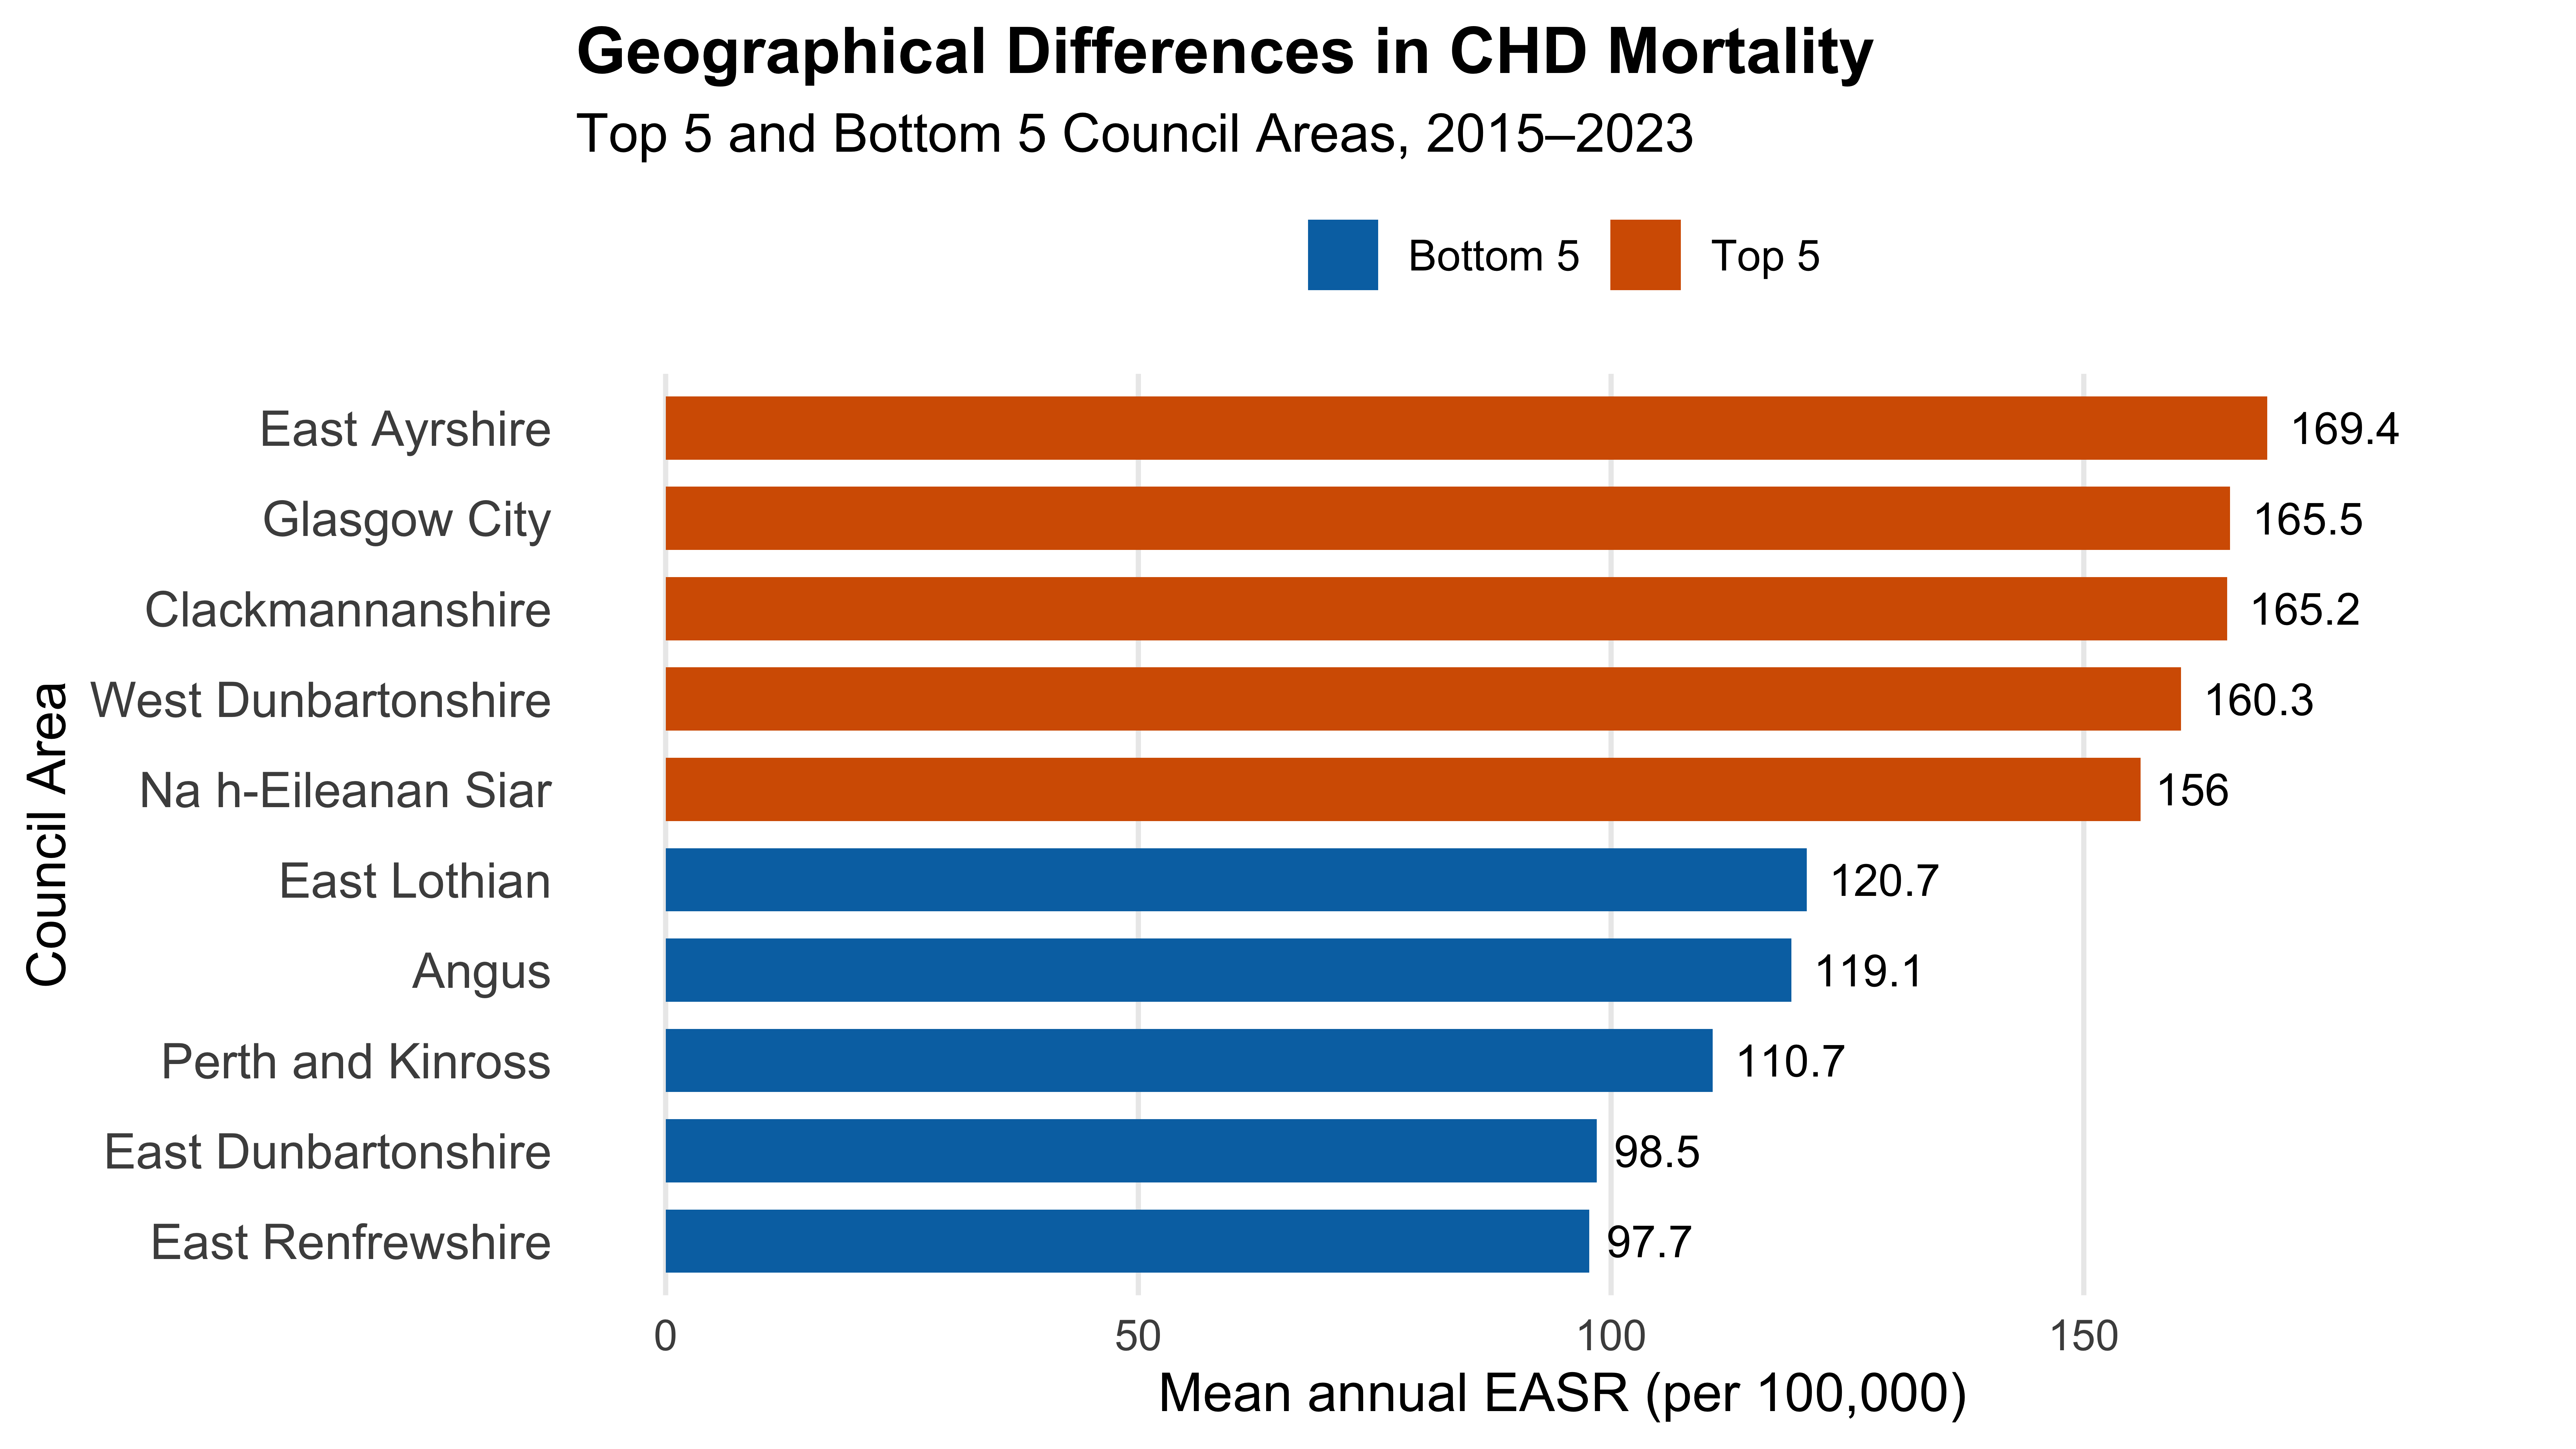 Geographical Differences in CHD Mortality
Top 5 and Bottom 5 Council Areas, 2015–2023
Bottom 5
Top 5
Council Area
East Ayrshire 169.4
Glasgow City 165.5
Clackmannanshire 165.2
West Dunbartonshire 160.3
Na h-Eileanan Siar 156
East Lothian 120.7
Angus 119.1
Perth and Kinross 110.7
East Dunbartonshire 98.5
East Renfrewshire 97.7
0 50 100 150
Mean annual EASR (per 100,000)